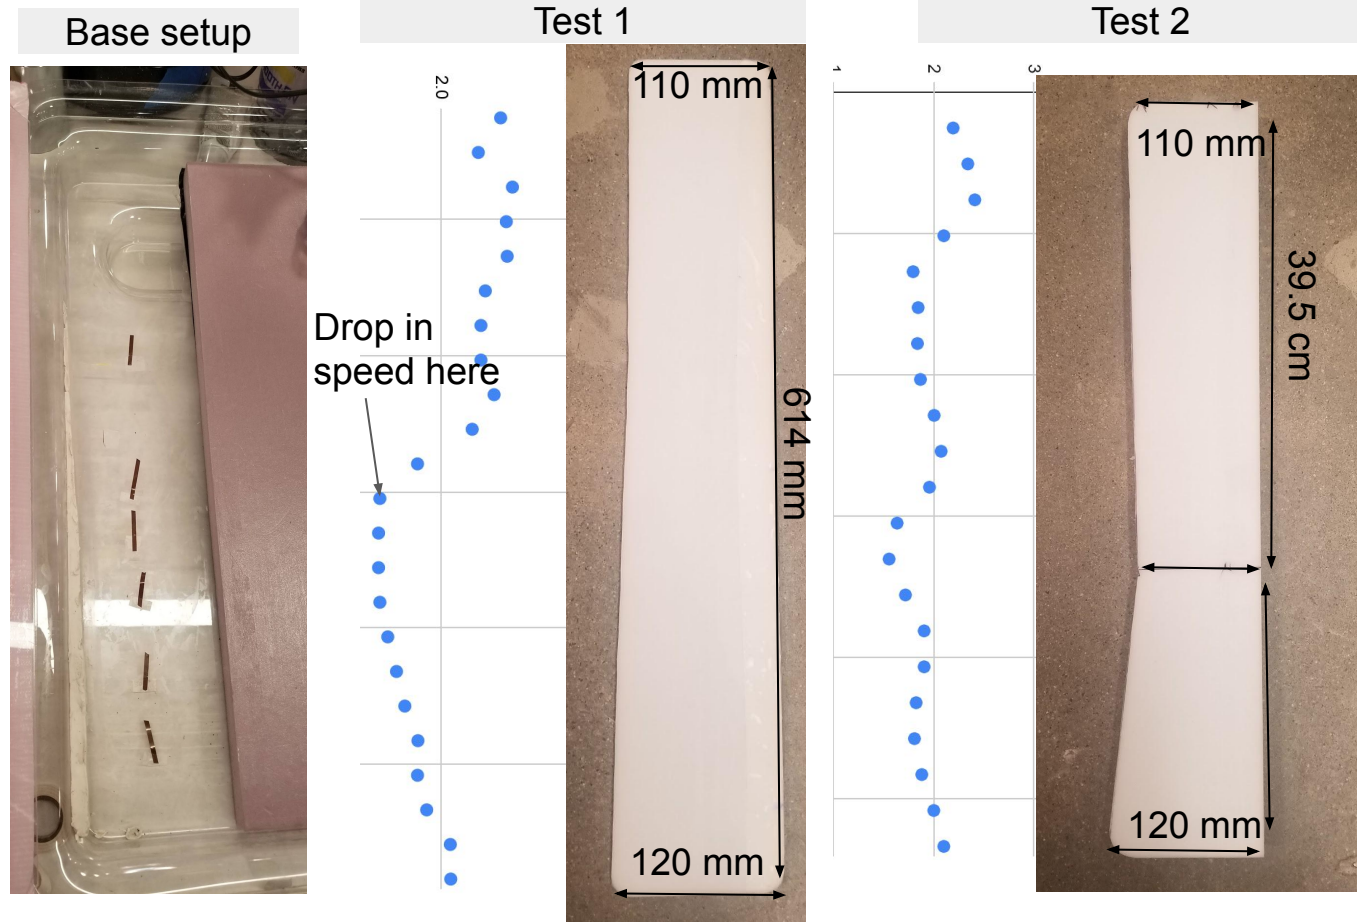 Base setup
Test 1
Test 2
2.0
1
2
3
110 mm
110 mm
39.5 cm
Drop in
speed here
614 mm
120 mm
120 mm